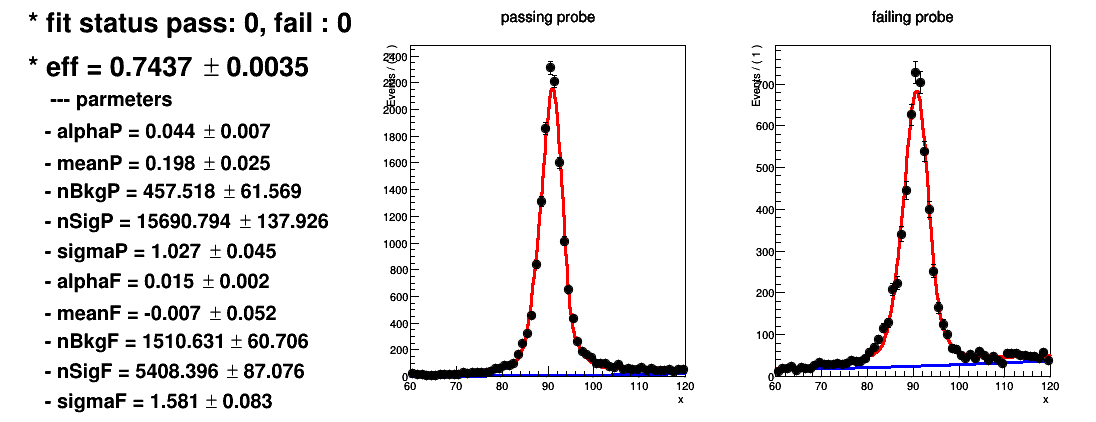 * fit status pass: 0, fail : 0
* eff = 0.7437 ± 0.0035
--- parmeters
- alphaP = 0.044 ± 0.007
- meanP = 0.198 ± 0.025
- nBkgP = 457.518 ± 61.569
- nSigP = 15690.794 ± 137.926
- sigmaP = 1.027 ± 0.045
- alphaF = 0.015 ± 0.002
- meanF = -0.007 ± 0.052
- nBkgF = 1510.631 ± 60.706
- nSigF = 5408.396 ± 87.076
- sigmaF = 1.581 ± 0.083
passing probe
Events / ( 1 )
2400
2200
2000
1800
1600
1400
1200
1000
800
600
400
200
0
60 70 80 90 100 110 120
x
failing probe
Events / ( 1 )
700
600
500
400
300
200
100
0
60 70 80 90 100 110 120
x